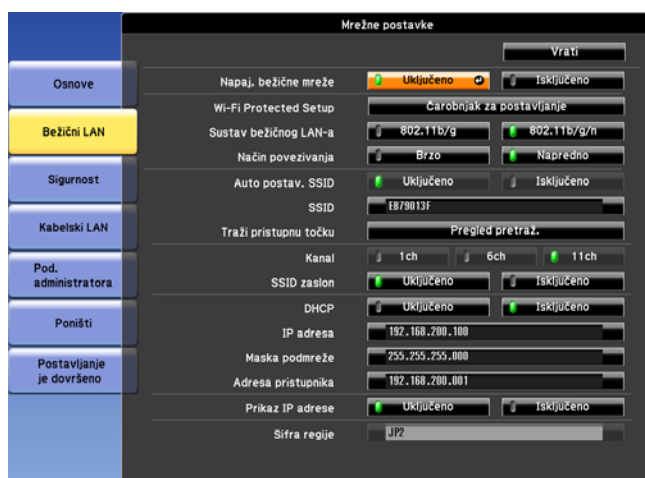 Mrežne postavke
Vrati
Osnove
Bežični LAN
Sigurnost
Kabelski LAN
Pod.
administratora
Poništi
Postavljanje
je dovršeno
Napaj. bežične mreže Uključeno Isključeno
Wi-Fi Protected Setup Čarobnjak za postavljanje
Sustav bežičnog LAN-a 802.11b/g 802.11b/g/n
Način povezivanja Brzo Napredno
Auto postav. SSID Uključeno Isključeno
SSID EB79013F
Traži pristupnu točku Pregled pretraž.
Kanal 1ch 6ch 11ch
SSID zaslon Uključeno Isključeno
DHCP Uključeno Isključeno
IP adresa 192.168.200.100
Maska podmreže 255.255.255.000
Adresa pristupnika 192.168.200.001
Prikaz IP adrese Uključeno Isključeno
Sifra regije JP2